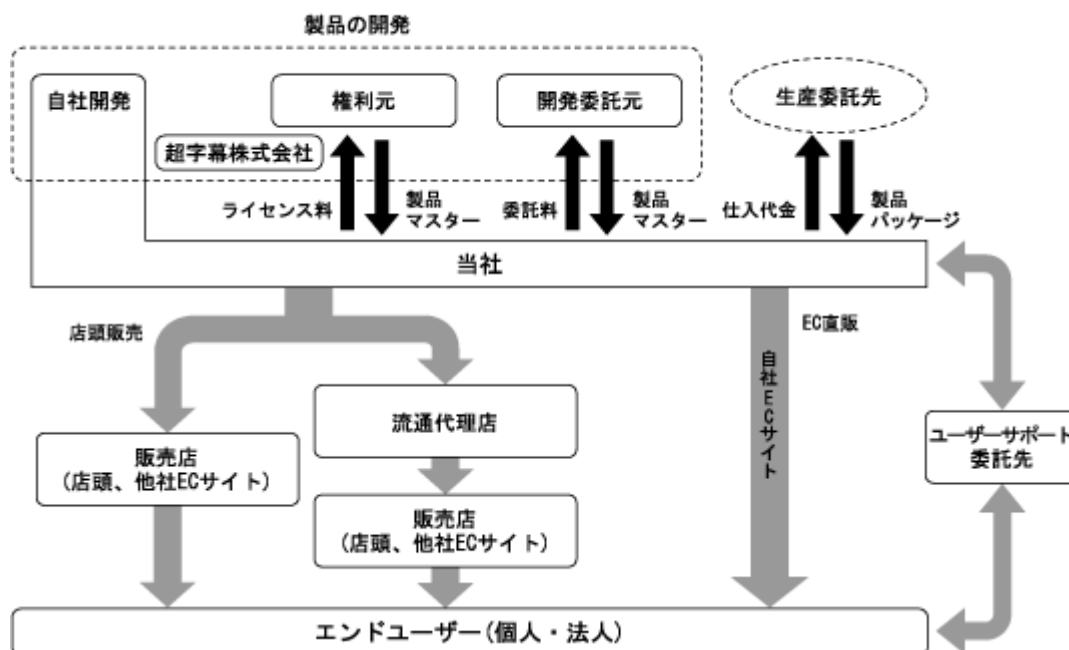 製品の開発
自社開発
権利元
開発委託元
生産委託先
超字幕株式会社
ライセンス料
製品
マスター
委託料
製品
マスター
仕入代金
製品
パッケージ
当社
店頭販売
EC直販
自社ECサイト
流通代理店
販売店
(店頭、他社ECサイト)
ユーザーサポート
委託先
販売店
(店頭、他社ECサイト)
エンドユーザー(個人・法人)